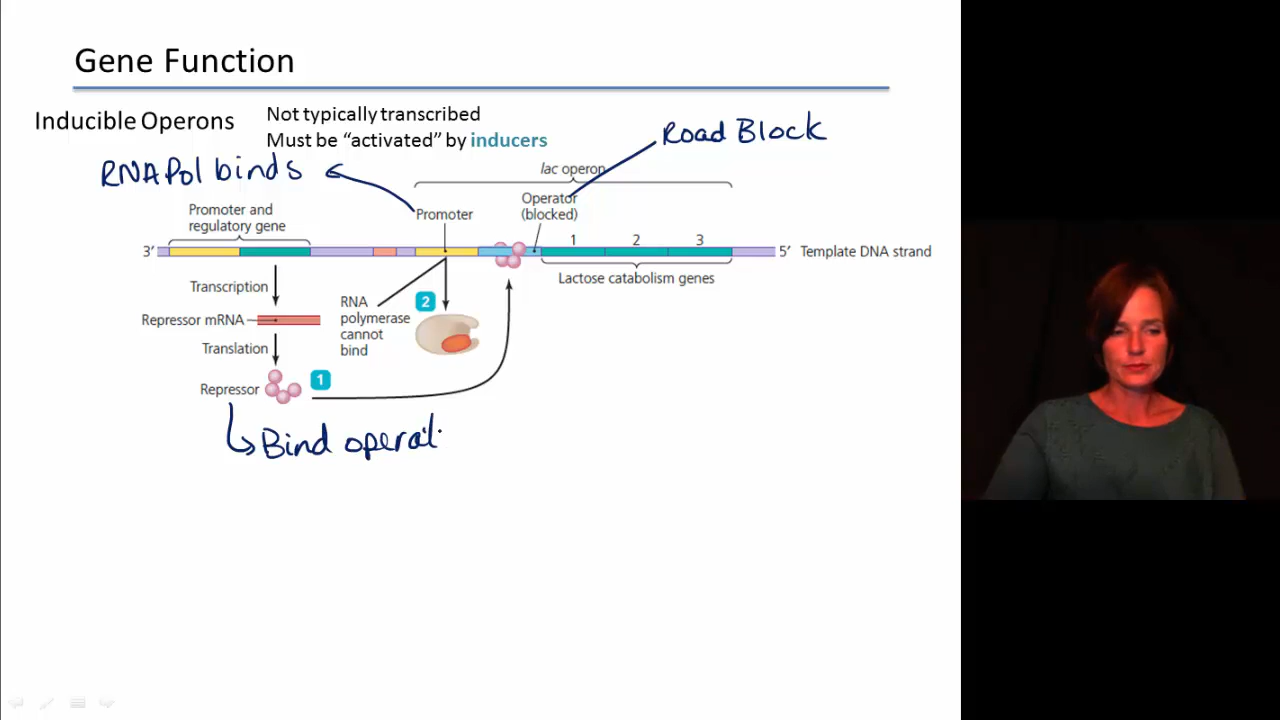 Gene Function
Inducible Operons
Not typically transcribed
Must be “activated” by inducers
Road Block
RNA Pol binds
lac operon
Promoter and
regulatory gene
Promoter
Operator
(blocked)
1 2 3
3′
5′ Template DNA strand
Lactose catabolism genes
Transcription
RNA
polymerase
cannot
bind
2
Repressor mRNA
Translation
Repressor
1
Bind operat